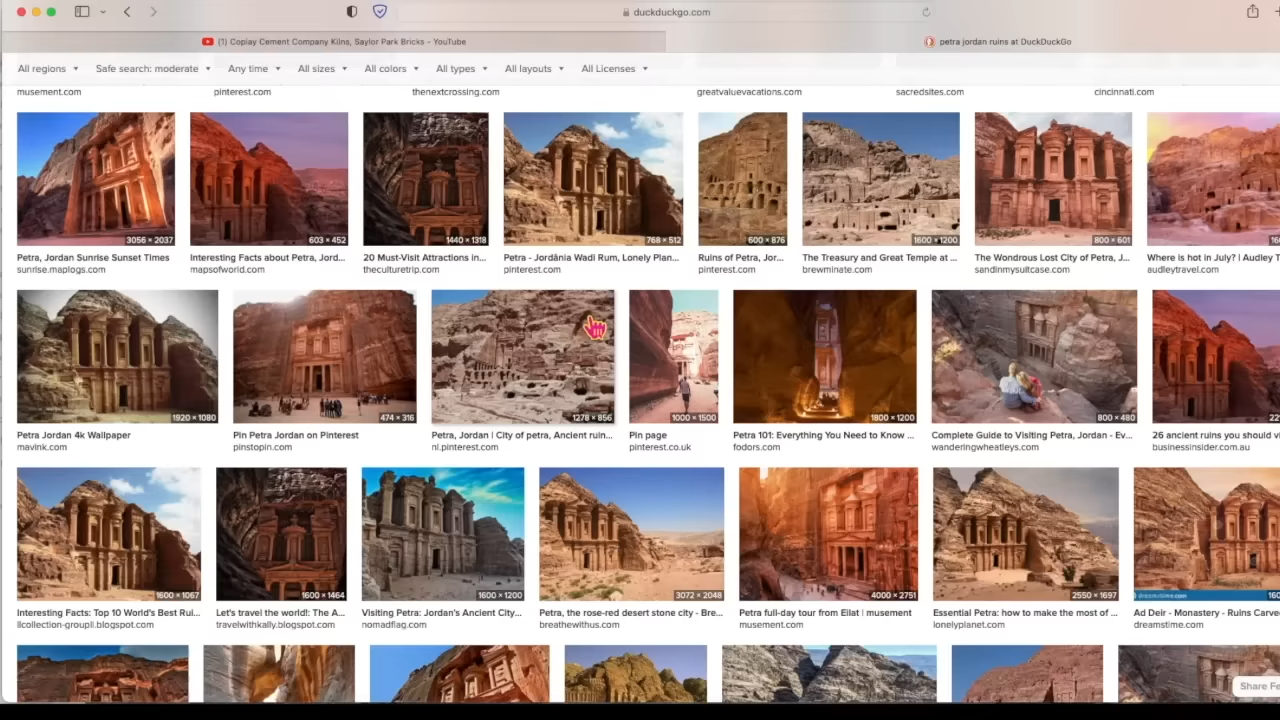 duckduckgo.com
(1) Coplay Cement Company Kilns, Saylor Park Bricks - YouTube
petra jordan ruins at DuckDuckGo
All regions Safe search: moderate Any time All sizes All colors All types All layouts All Licenses
musement.com pinterest.com thenextcrossing.com greatvaluevacations.com sacredsites.com cincinnati.com
3056 × 2037 603 × 452 1440 × 1318 768 × 512 600 × 876 1600 × 1200 800 × 601
Petra, Jordan Sunrise Sunset Times Interesting Facts about Petra, Jord... 20 Must-Visit Attractions in... Petra - Jordânia Wadi Rum, Lonely Plan... Ruins of Petra, Jor... The Treasury and Great Temple at ... The Wondrous Lost City of Petra, J... Where is hot in July? | Audley T
sunrise.maplogs.com mapsofworld.com theculturetrip.com pinterest.com pinterest.com brewminate.com sandinmysuitcase.com audleytravel.com
1920 × 1080 474 × 316 1278 × 856 1000 × 1500 1800 × 1200 800 × 480
Petra Jordan 4k Wallpaper Pin Petra Jordan on Pinterest Petra, Jordan | City of petra, Ancient ruin... Pin page Petra 101: Everything You Need to Know ... Complete Guide to Visiting Petra, Jordan - Ev... 26 ancient ruins you should vi
mavink.com pinstopin.com nl.pinterest.com pinterest.co.uk fodors.com wanderingwheatleys.com businessinsider.com.au
1600 × 1067 1600 × 1464 1600 × 1200 3072 × 2048 4000 × 2751 2550 × 1697 dreamstime.com
Interesting Facts: Top 10 World's Best Rui... Let's travel the world!: The A... Visiting Petra: Jordan's Ancient City... Petra, the rose-red desert stone city - Bre... Petra full-day tour from Eilat | musement Essential Petra: how to make the most of ... Ad Deir - Monastery - Ruins Carve
llcollection-groupll.blogspot.com travelwithkally.blogspot.com nomadflag.com breathewithus.com musement.com lonelyplanet.com dreamstime.com
Share Fe